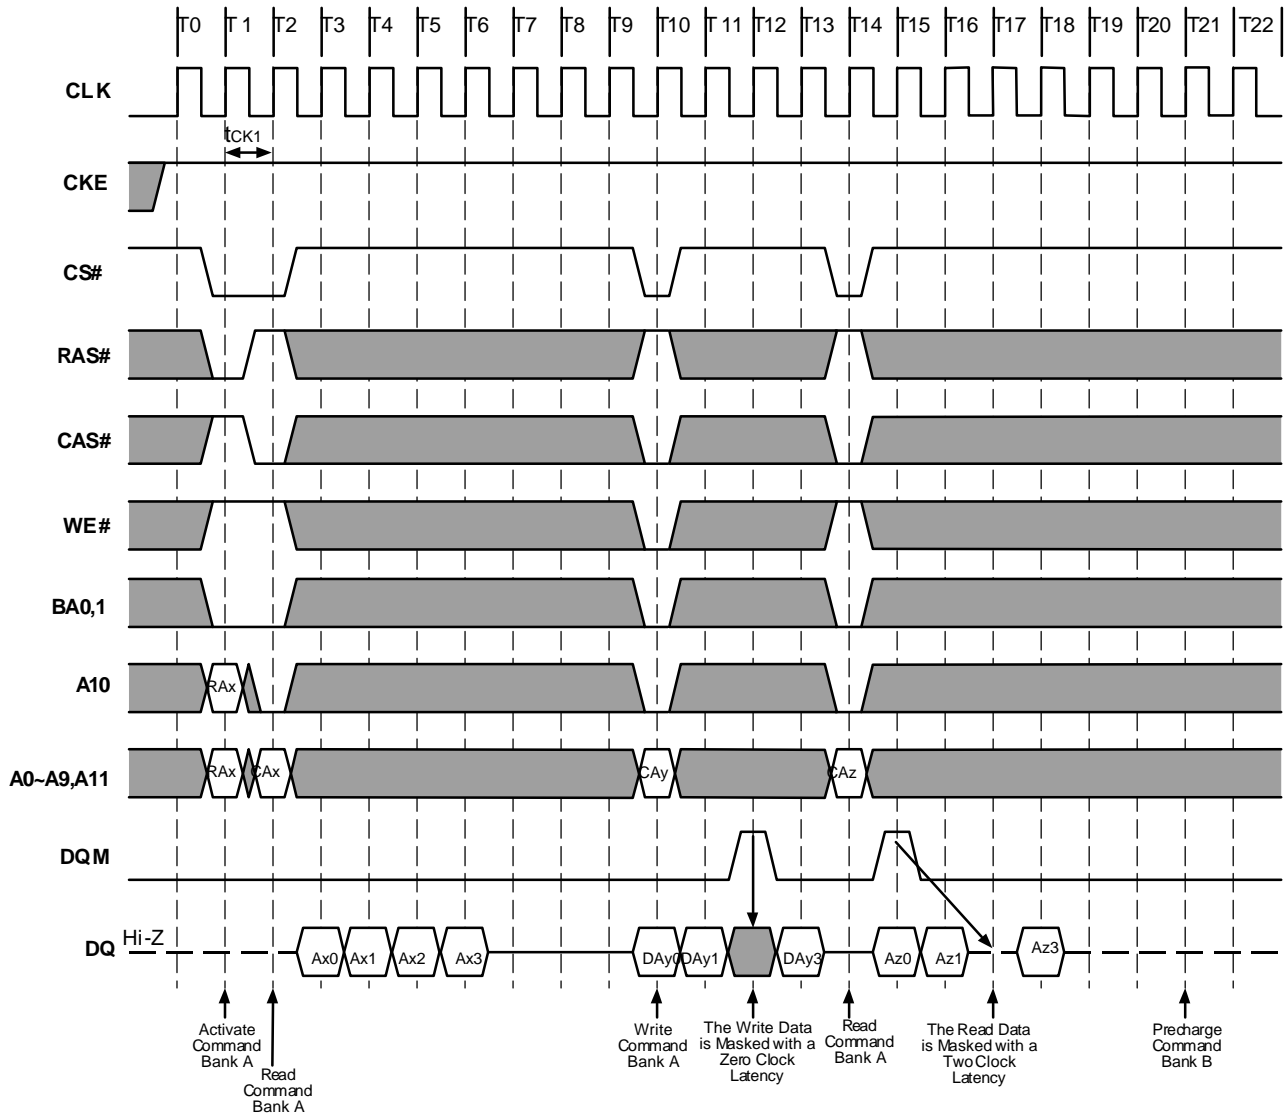 T0 T 1 T2 T3 T4 T5 T6 T7 T8 T9 T10 T 11 T12 T13 T14 T15 T16 T17 T18 T19 T20 T21 T22
CLK
tCK1
CKE
CS#
RAS#
CAS#
WE#
BA0,1
A10
RAx
A0~A9,A11
RAx CAx CAy CAz
DQM
DQ
Hi-Z
Ax0 Ax1 Ax2 Ax3 DAy0 DAy1 DAy3 Az0 Az1 Az3
Activate
Command
Bank A
Read
Command
Bank A
Write
Command
Bank A
The Write Data
is Masked with a
Zero Clock
Latency
Read
Command
Bank A
The Read Data
is Masked with a
Two Clock
Latency
Precharge
Command
Bank B